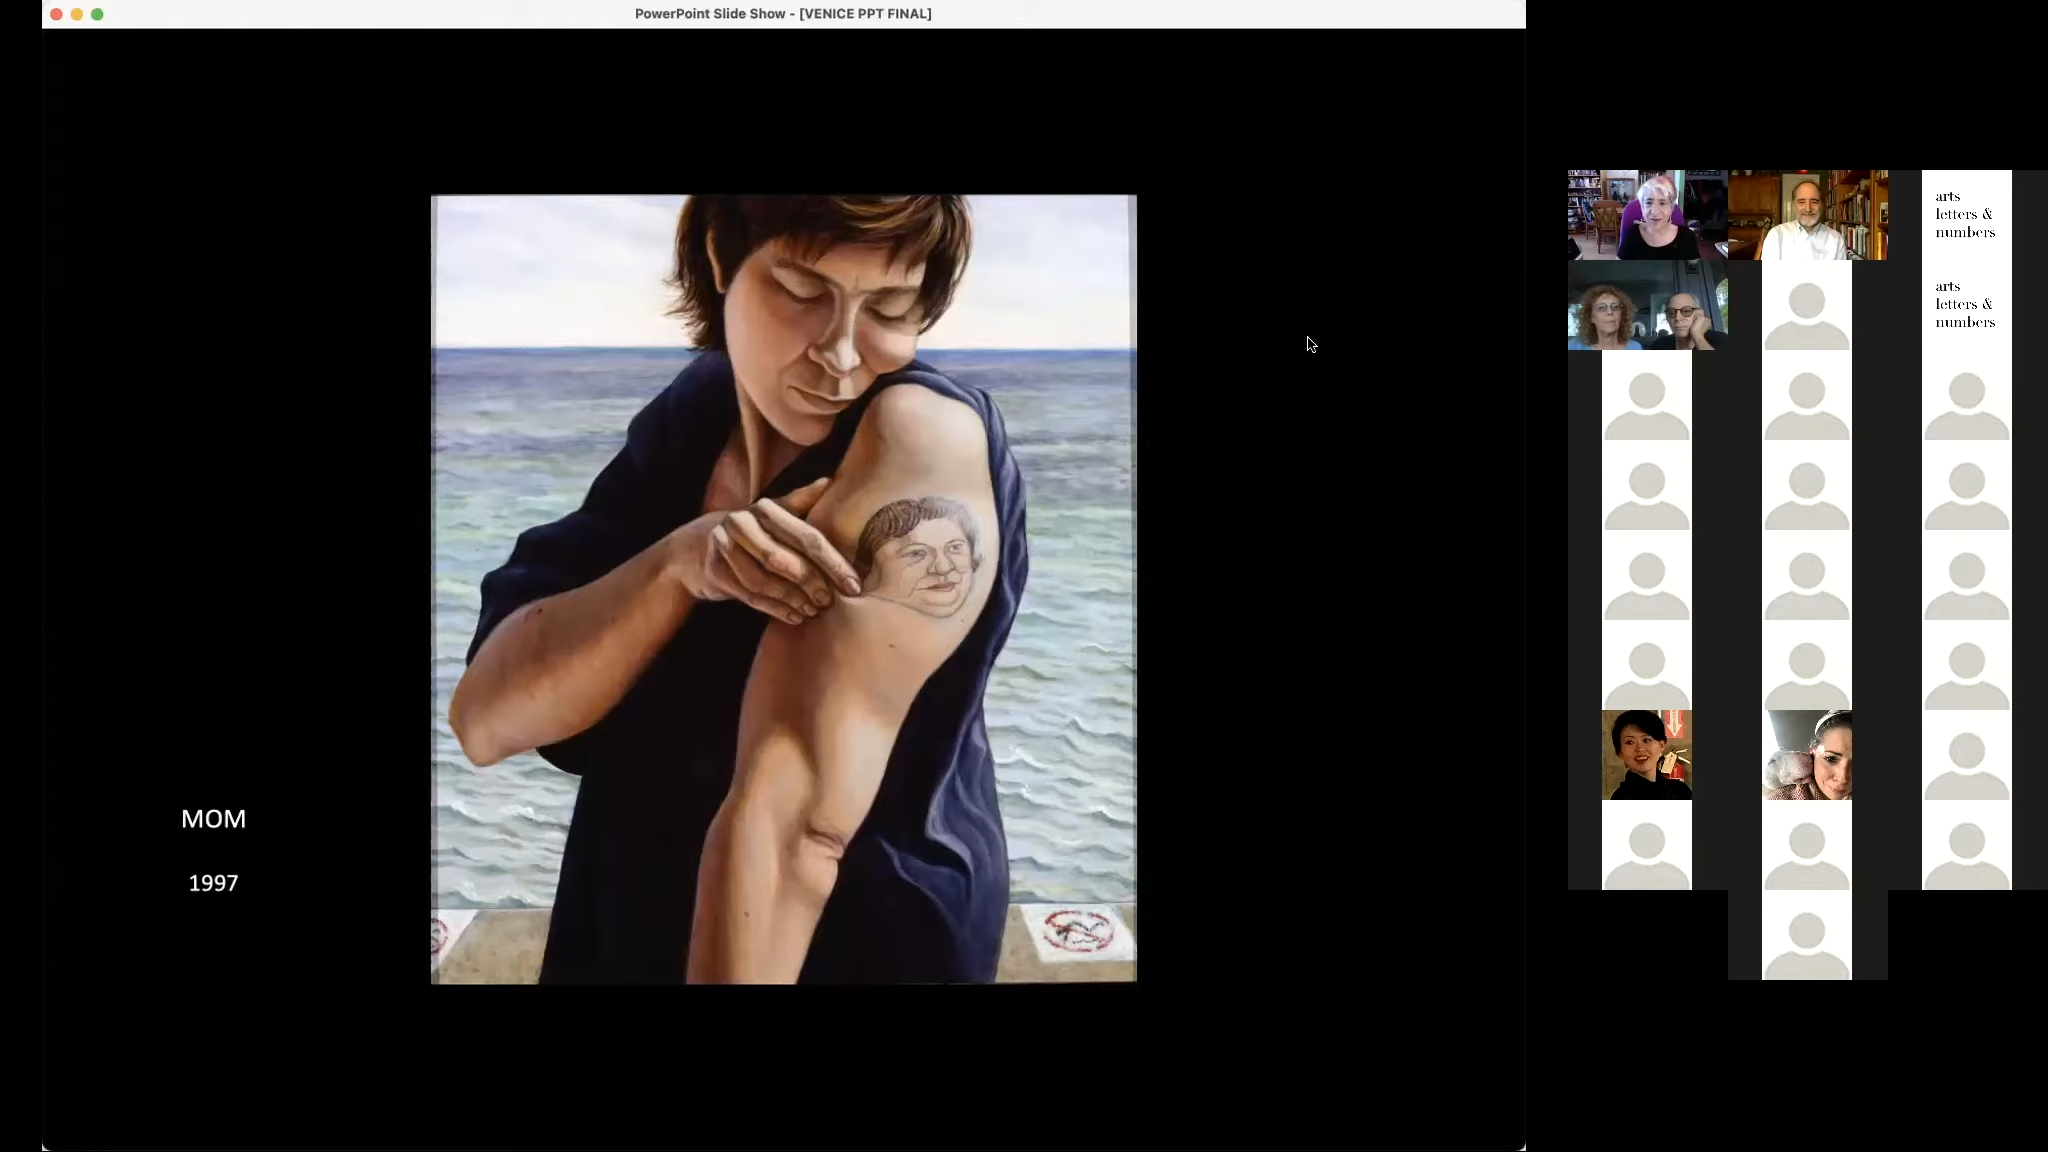 PowerPoint Slide Show - [VENICE PPT FINAL]
MOM
1997
arts
letters &
numbers
arts
letters &
numbers